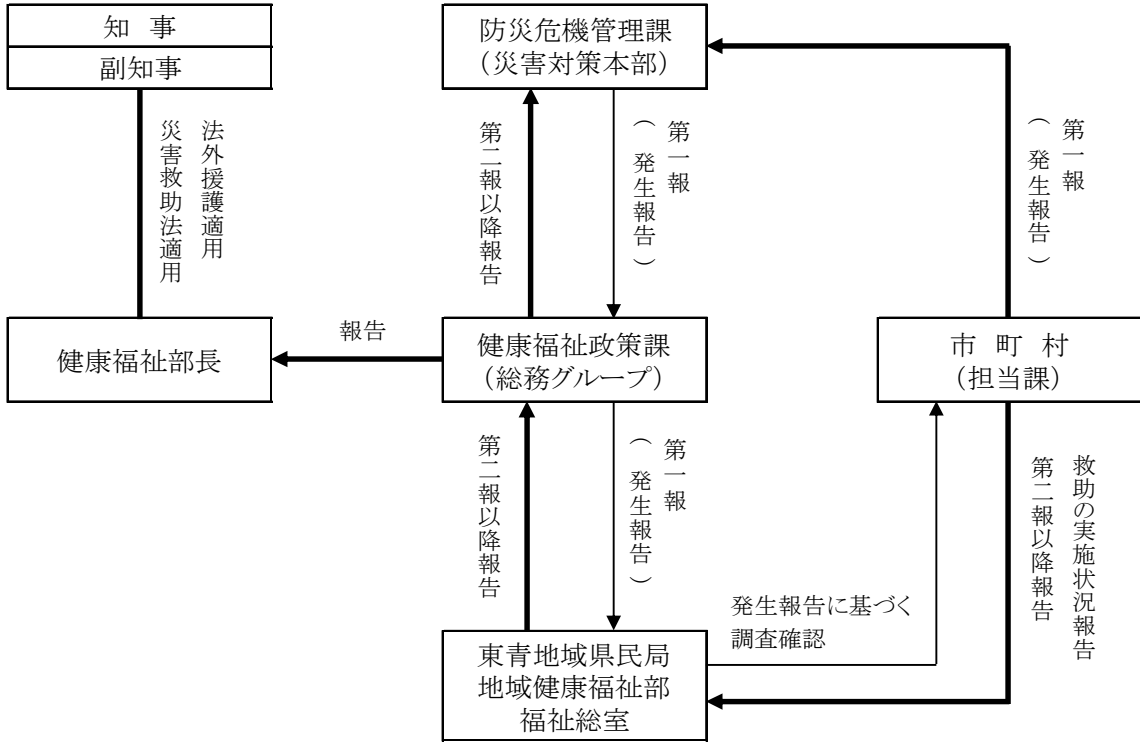 知 事
副知事
防災危機管理課
（災害対策本部）
法外援護適用
災害救助法適用
第二報以降報告
第一報
（発生報告）
第一報
（発生報告）
健康福祉部長
報告
健康福祉政策課
（総務グループ）
市 町 村
（担当課）
第二報以降報告
第一報
（発生報告）
救助の実施状況報告
第二報以降報告
発生報告に基づく
調査確認
東青地域県民局
地域健康福祉部
福祉総室